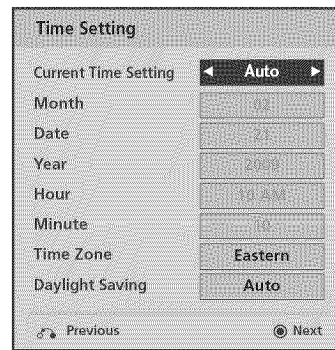 Time Setting
Current Time Setting ◄ Auto ►
Month 02
Date 21
Year
Hour 10 AM
Minute 10
Time Zone Eastern
Daylight Saving Auto
Previous Next